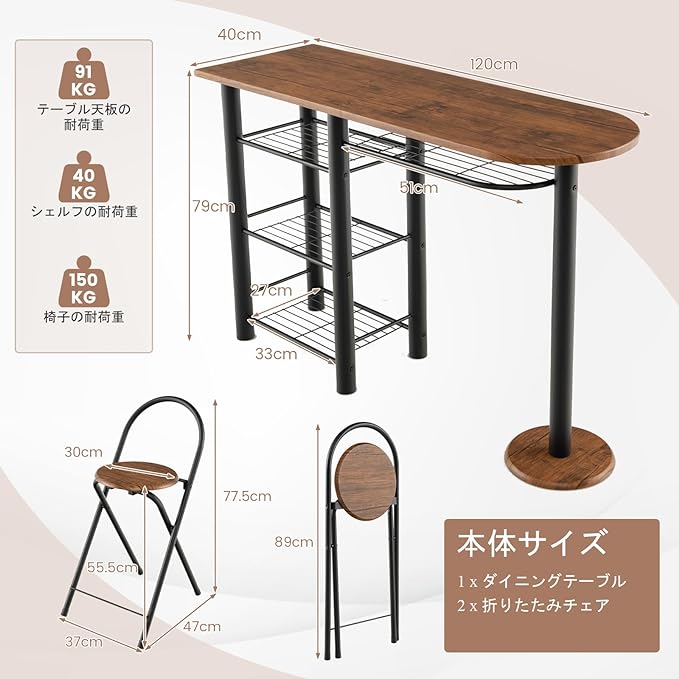 91
KG
テーブル天板の
耐荷重
40
KG
シェルフの耐荷重
150
KG
椅子の耐荷重
40cm
120cm
79cm
51cm
27cm
33cm
30cm
77.5cm
55.5cm
37cm
47cm
89cm
本体サイズ
1 x ダイニングテーブル
2 x 折りたたみチェア